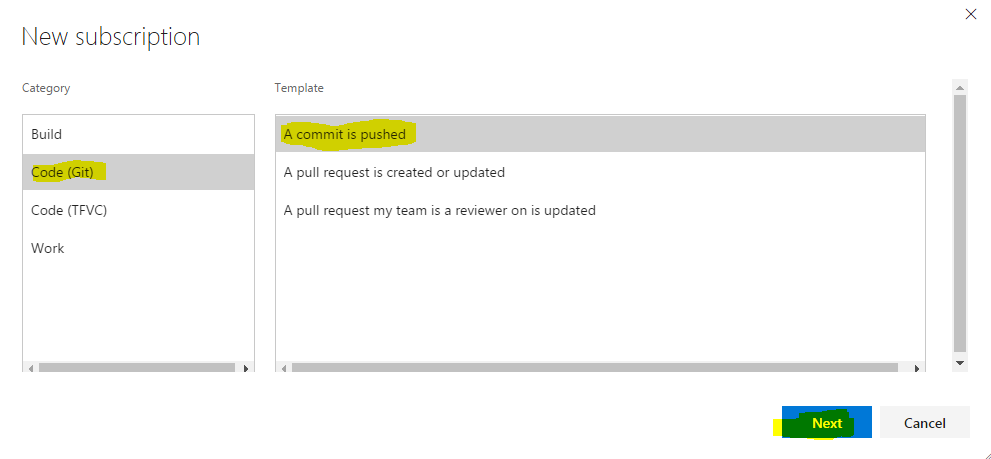 New subscription
Category
Template
Build
A commit is pushed
Code (Git)
A pull request is created or updated
Code (TFVC)
A pull request my team is a reviewer on is updated
Work
Next
Cancel